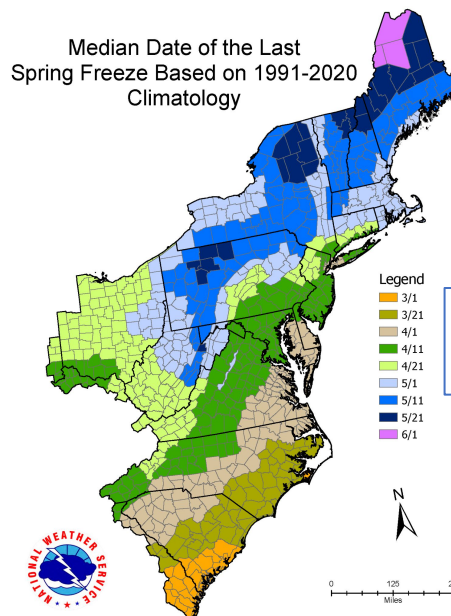 Median Date of the Last
Spring Freeze Based on 1991-2020
Climatology
Legend
3/1
3/21
4/1
4/11
4/21
5/1
5/11
5/21
6/1
N
0 125 2
Miles
NATIONAL WEATHER SERVICE